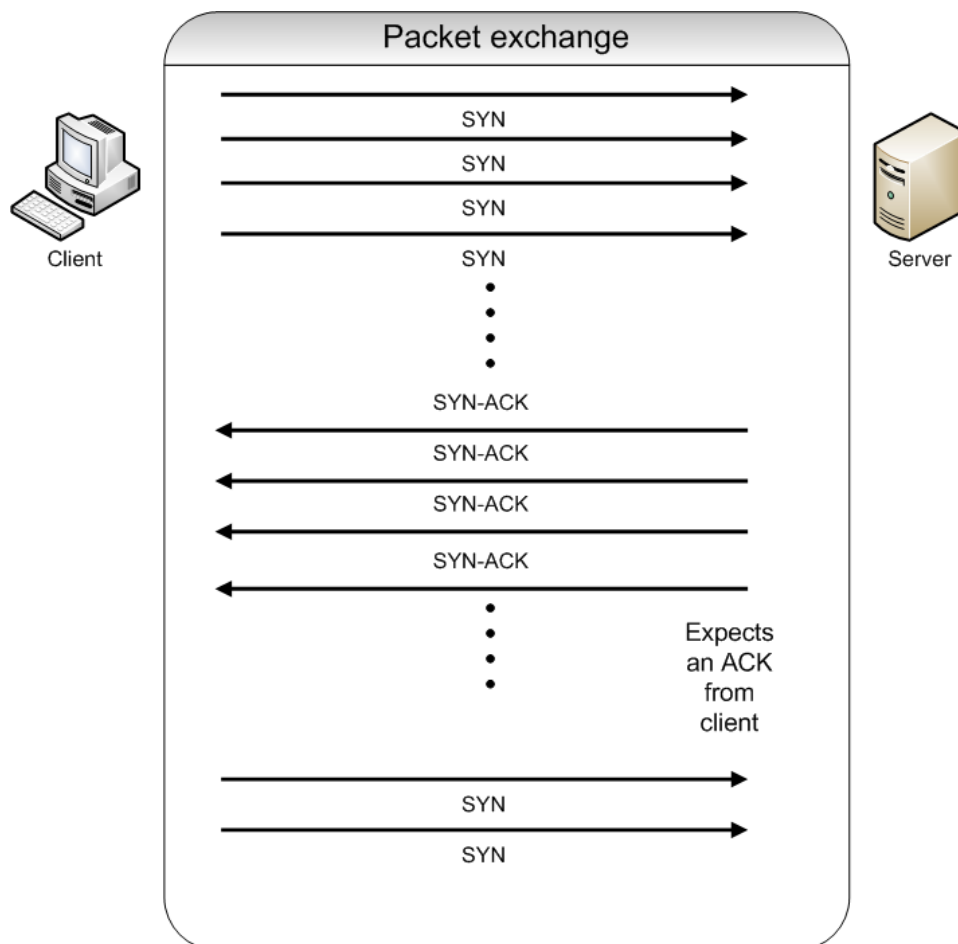 Packet exchange
SYN
SYN
SYN
Client
SYN
Server
SYN-ACK
SYN-ACK
SYN-ACK
SYN-ACK
Expects
an ACK
from
client
SYN
SYN